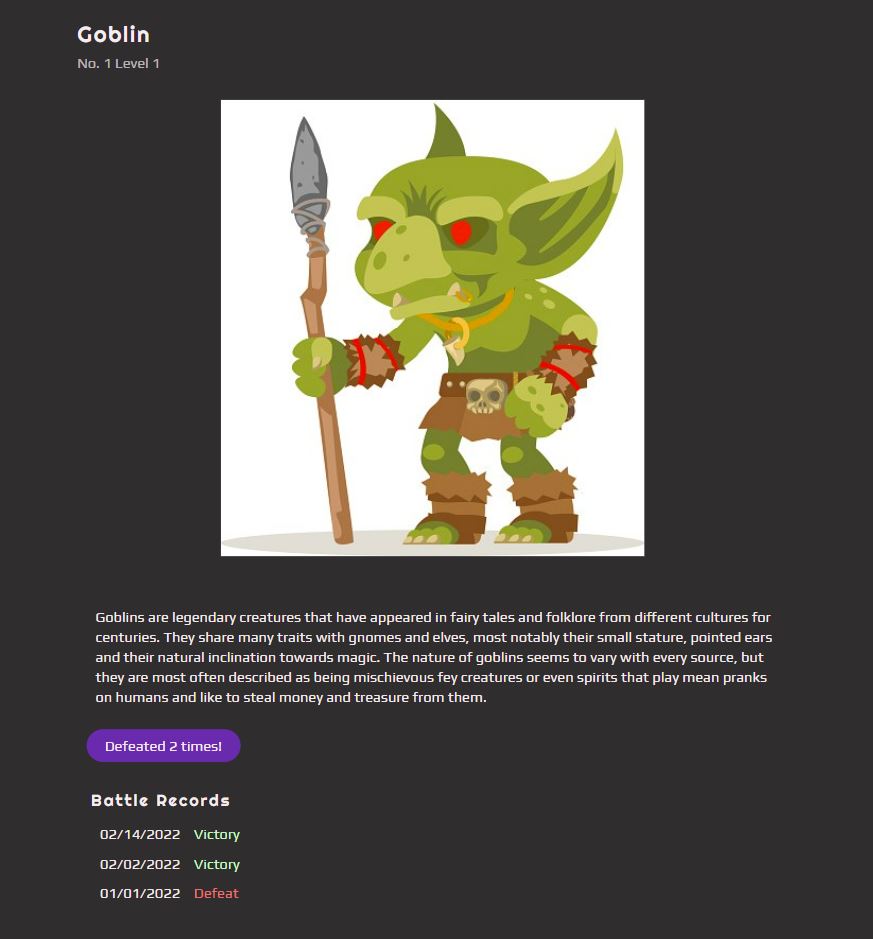 Goblin
No. 1 Level 1
Goblins are legendary creatures that have appeared in fairy tales and folklore from different cultures for
centuries. They share many traits with gnomes and elves, most notably their small stature, pointed ears
and their natural inclination towards magic. The nature of goblins seems to vary with every source, but
they are most often described as being mischievous fey creatures or even spirits that play mean pranks
on humans and like to steal money and treasure from them.
Defeated 2 times!
Battle Records
02/14/2022 Victory
02/02/2022 Victory
01/01/2022 Defeat